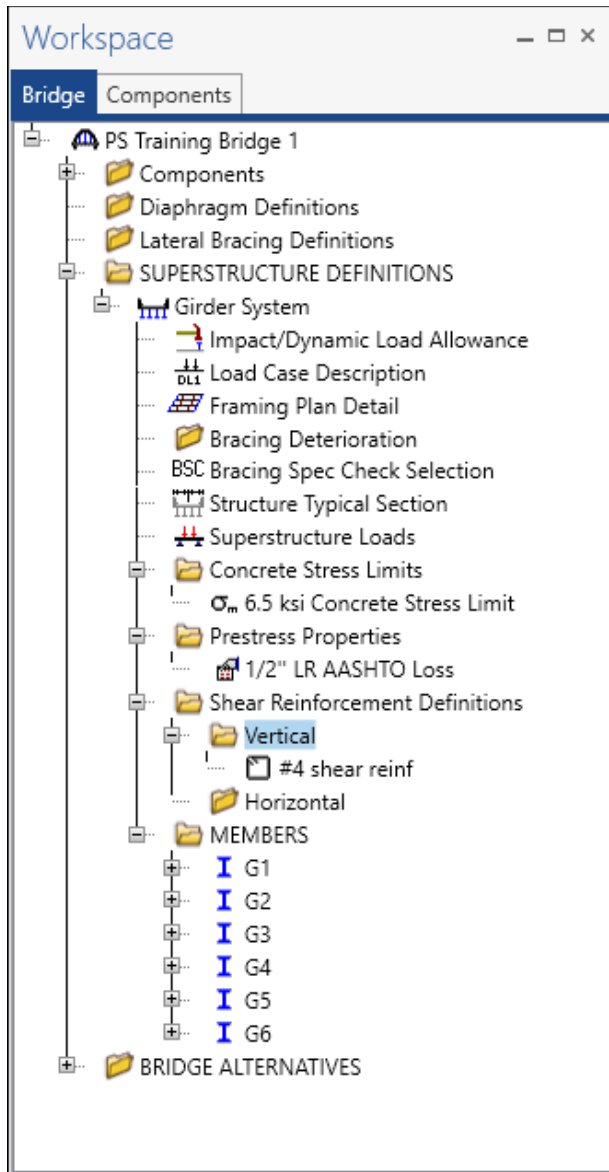 Workspace
Bridge Components
PS Training Bridge 1
Components
Diaphragm Definitions
Lateral Bracing Definitions
SUPERSTRUCTURE DEFINITIONS
Girder System
Impact/Dynamic Load Allowance
DL1 Load Case Description
Framing Plan Detail
Bracing Deterioration
BSC Bracing Spec Check Selection
Structure Typical Section
Superstructure Loads
Concrete Stress Limits
σm 6.5 ksi Concrete Stress Limit
Prestress Properties
1/2" LR AASHTO Loss
Shear Reinforcement Definitions
Vertical
#4 shear reinf
Horizontal
MEMBERS
G1
G2
G3
G4
G5
G6
BRIDGE ALTERNATIVES